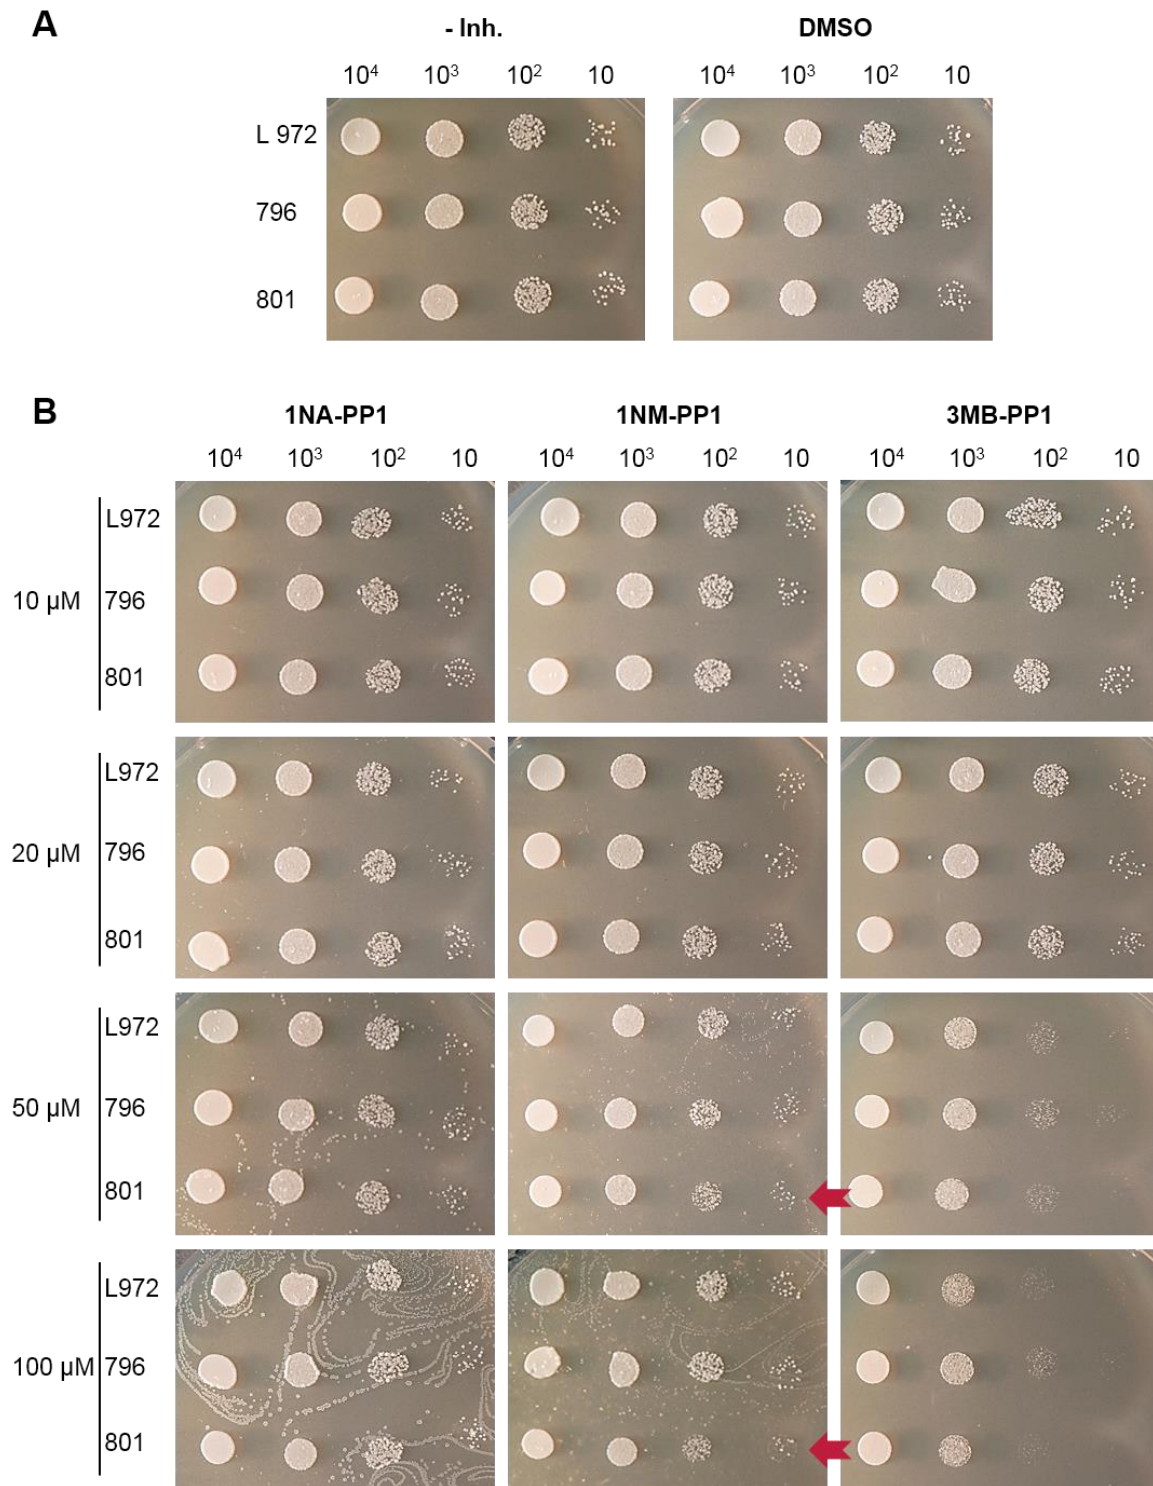 A
- Inh. DMSO
10⁴ 10³ 10² 10 10⁴ 10³ 10² 10
L 972
796
801
B
1NA-PP1 1NM-PP1 3MB-PP1
10⁴ 10³ 10² 10 10⁴ 10³ 10² 10 10⁴ 10³ 10² 10
L972
10 µM 796
801
L972
20 µM 796
801
L972
50 µM 796
801
L972
100 µM 796
801